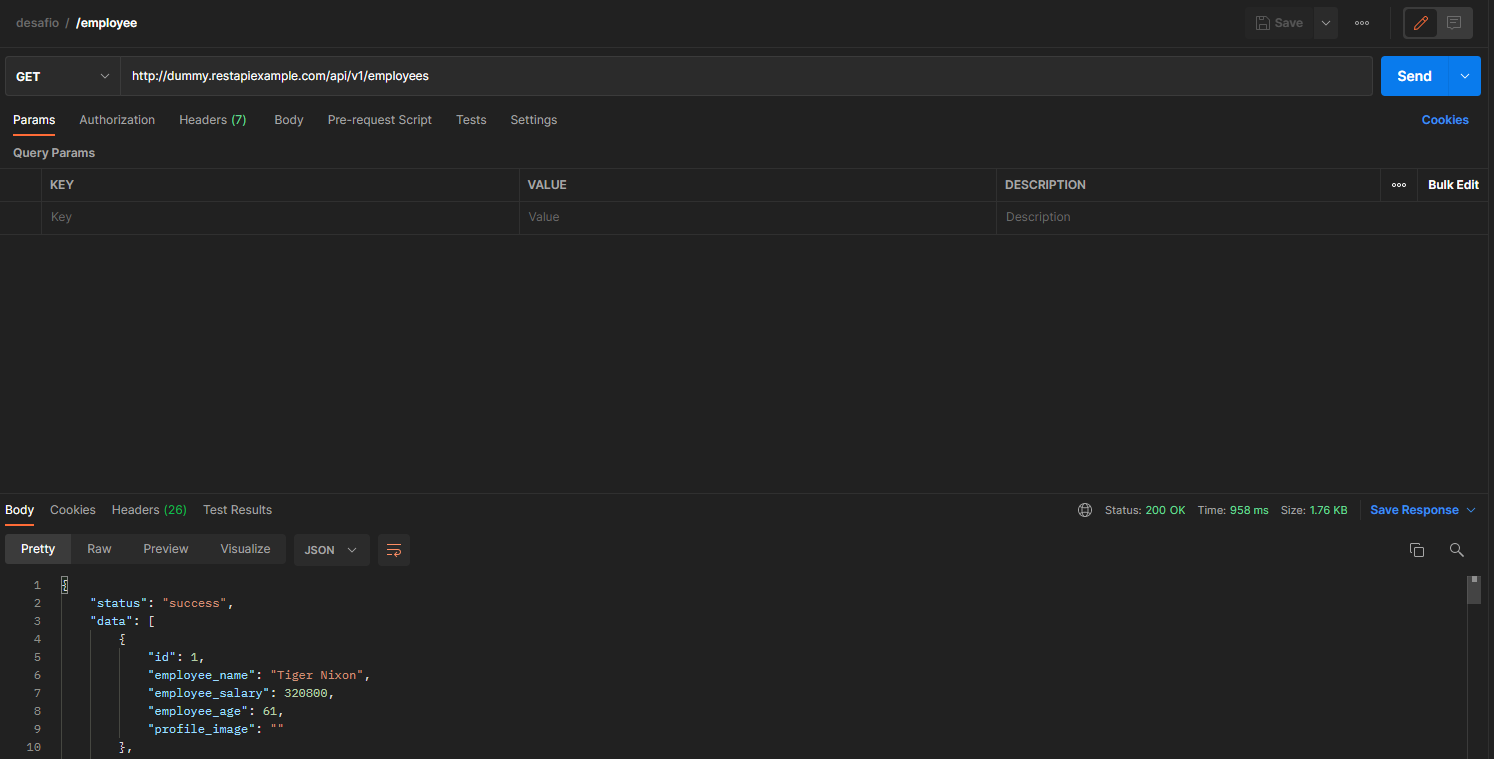 desafio / /employee
Save
GET http://dummy.restapiexample.com/api/v1/employees Send
Params Authorization Headers (7) Body Pre-request Script Tests Settings Cookies
Query Params
KEY VALUE DESCRIPTION Bulk Edit
Key Value Description
Body Cookies Headers (26) Test Results Status: 200 OK Time: 958 ms Size: 1.76 KB Save Response
Pretty Raw Preview Visualize JSON
1 {
2 "status": "success",
3 "data": [
4 {
5 "id": 1,
6 "employee_name": "Tiger Nixon",
7 "employee_salary": 320800,
8 "employee_age": 61,
9 "profile_image": ""
10 },